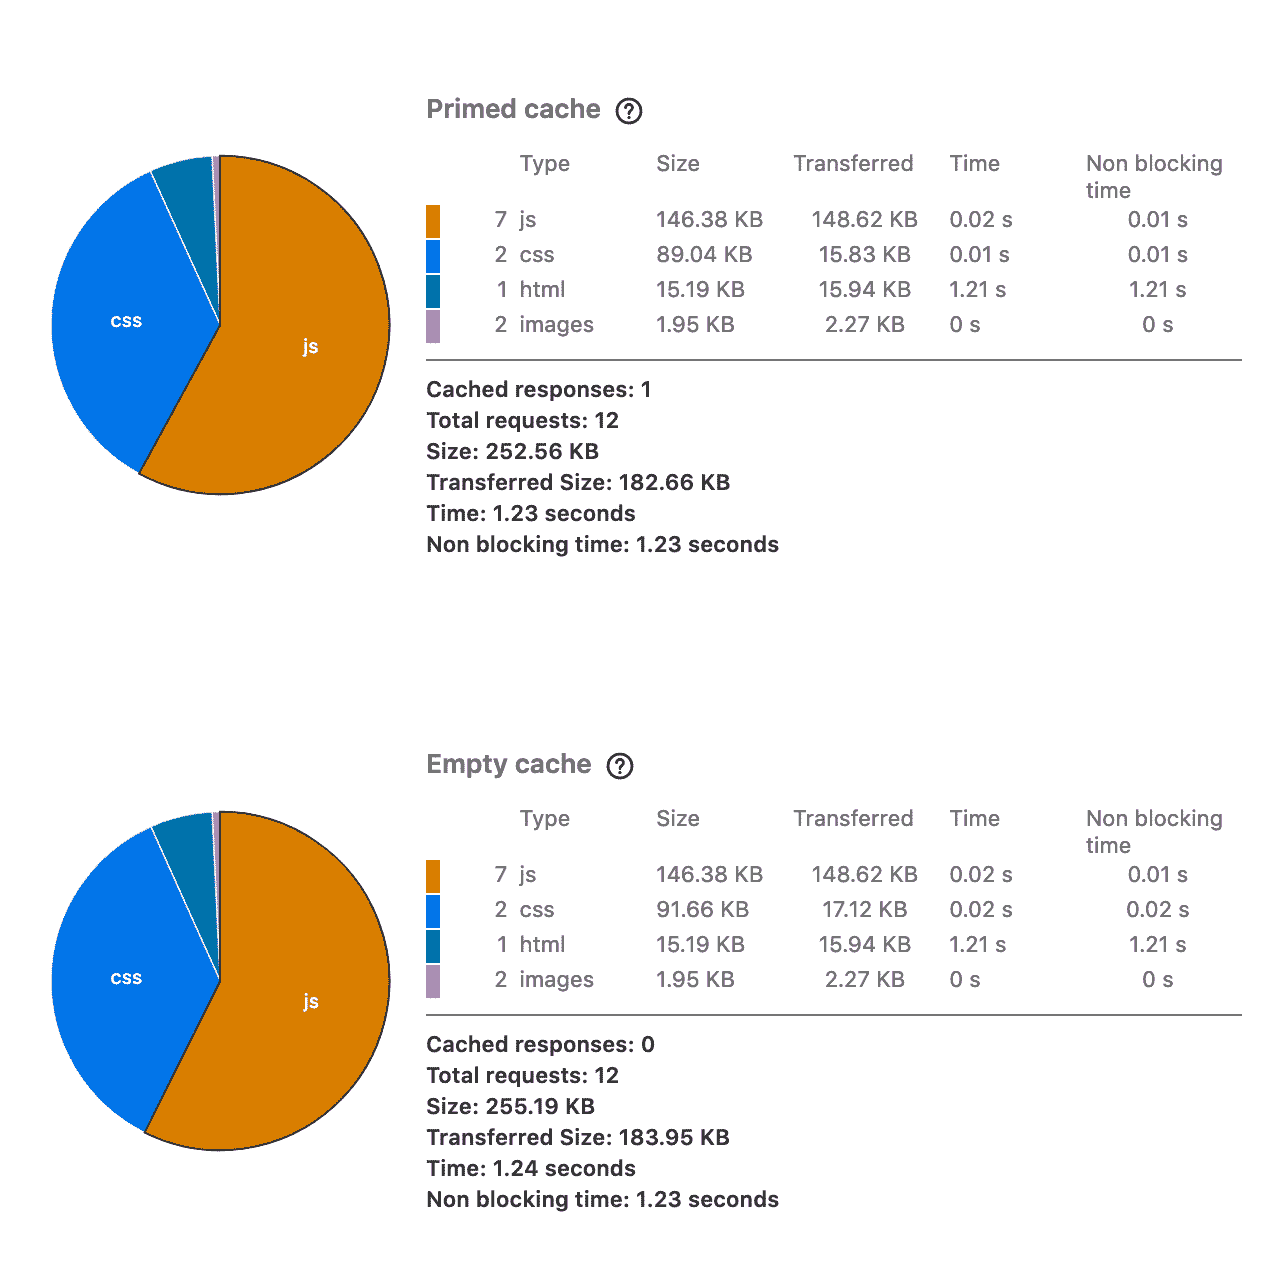 Primed cache ?
Type Size Transferred Time Non blocking time
7 js 146.38 KB 148.62 KB 0.02 s 0.01 s
2 css 89.04 KB 15.83 KB 0.01 s 0.01 s
1 html 15.19 KB 15.94 KB 1.21 s 1.21 s
2 images 1.95 KB 2.27 KB 0 s 0 s
css
js
Cached responses: 1
Total requests: 12
Size: 252.56 KB
Transferred Size: 182.66 KB
Time: 1.23 seconds
Non blocking time: 1.23 seconds
Empty cache ?
Type Size Transferred Time Non blocking time
7 js 146.38 KB 148.62 KB 0.02 s 0.01 s
2 css 91.66 KB 17.12 KB 0.02 s 0.02 s
1 html 15.19 KB 15.94 KB 1.21 s 1.21 s
2 images 1.95 KB 2.27 KB 0 s 0 s
css
js
Cached responses: 0
Total requests: 12
Size: 255.19 KB
Transferred Size: 183.95 KB
Time: 1.24 seconds
Non blocking time: 1.23 seconds